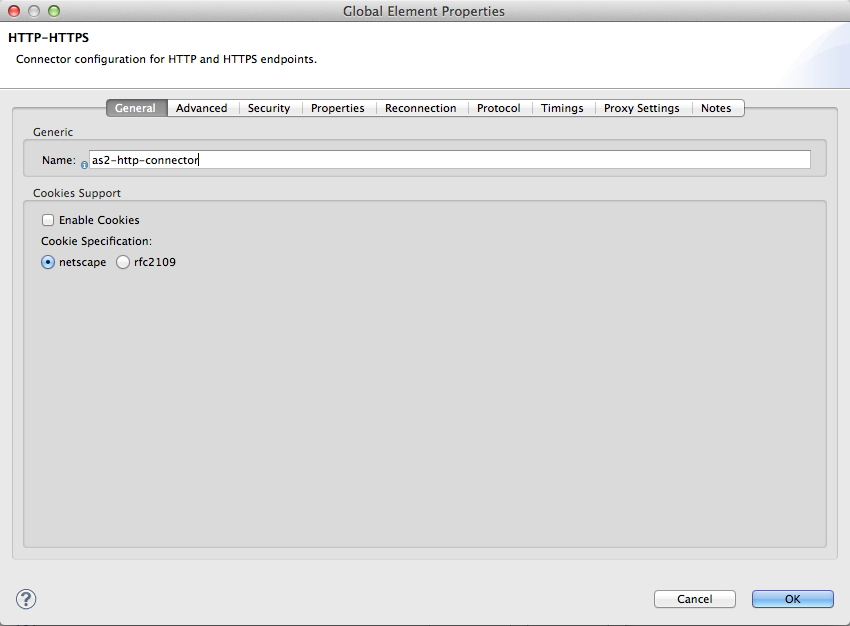 Global Element Properties
HTTP-HTTPS
Connector configuration for HTTP and HTTPS endpoints.
General Advanced Security Properties Reconnection Protocol Timings Proxy Settings Notes
Generic
Name: as2-http-connector
Cookies Support
Enable Cookies
Cookie Specification:
netscape rfc2109
? Cancel OK